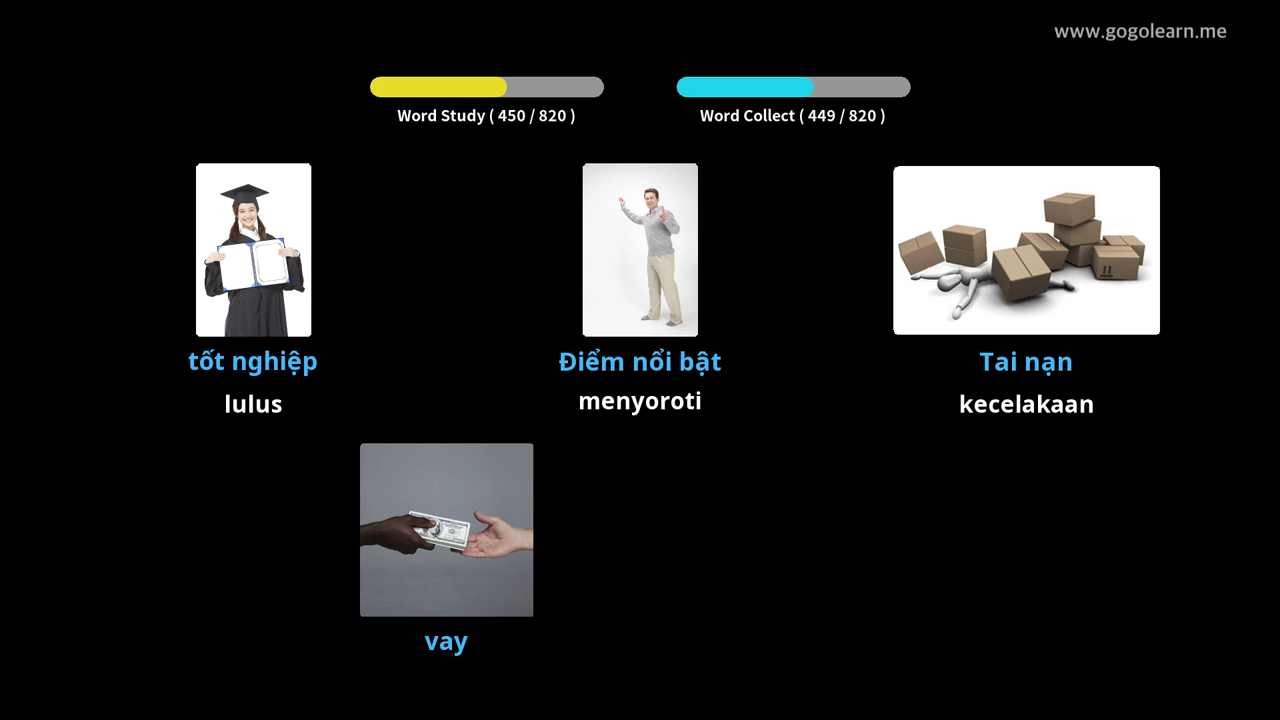 www.gogolearn.me
Word Study ( 450 / 820 )
Word Collect ( 449 / 820 )
tốt nghiệp
lulus
Điểm nổi bật
menyoroti
Tai nạn
kecelakaan
vay